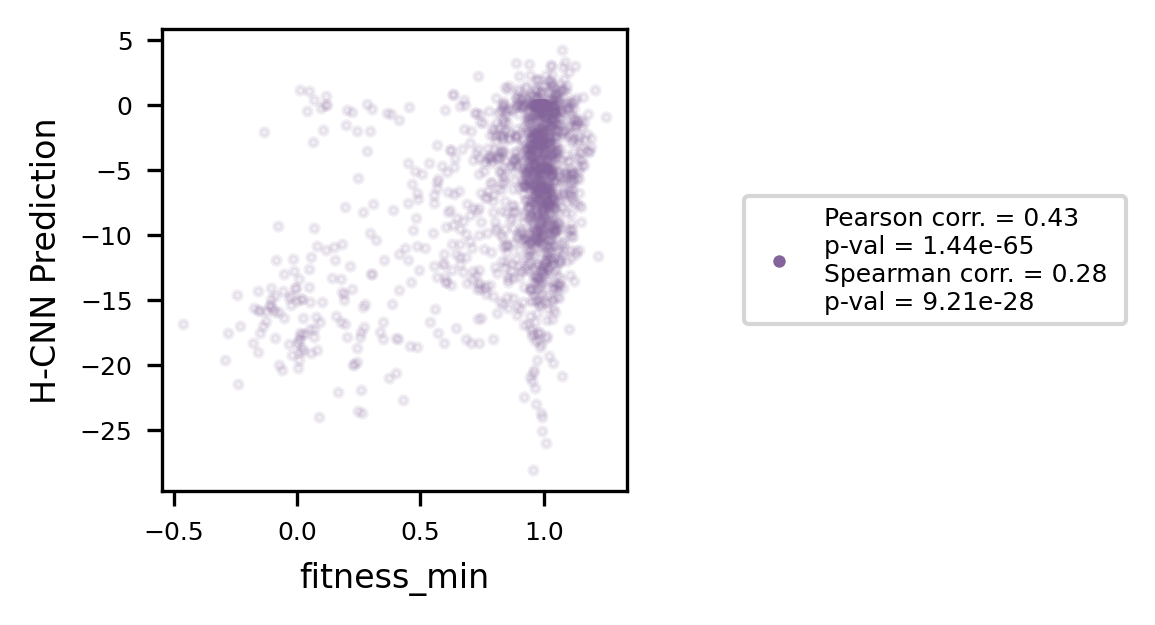 5
0
−5
−10
−15
−20
−25
H-CNN Prediction
−0.5
0.0
0.5
1.0
fitness_min
Pearson corr. = 0.43
p-val = 1.44e-65
Spearman corr. = 0.28
p-val = 9.21e-28